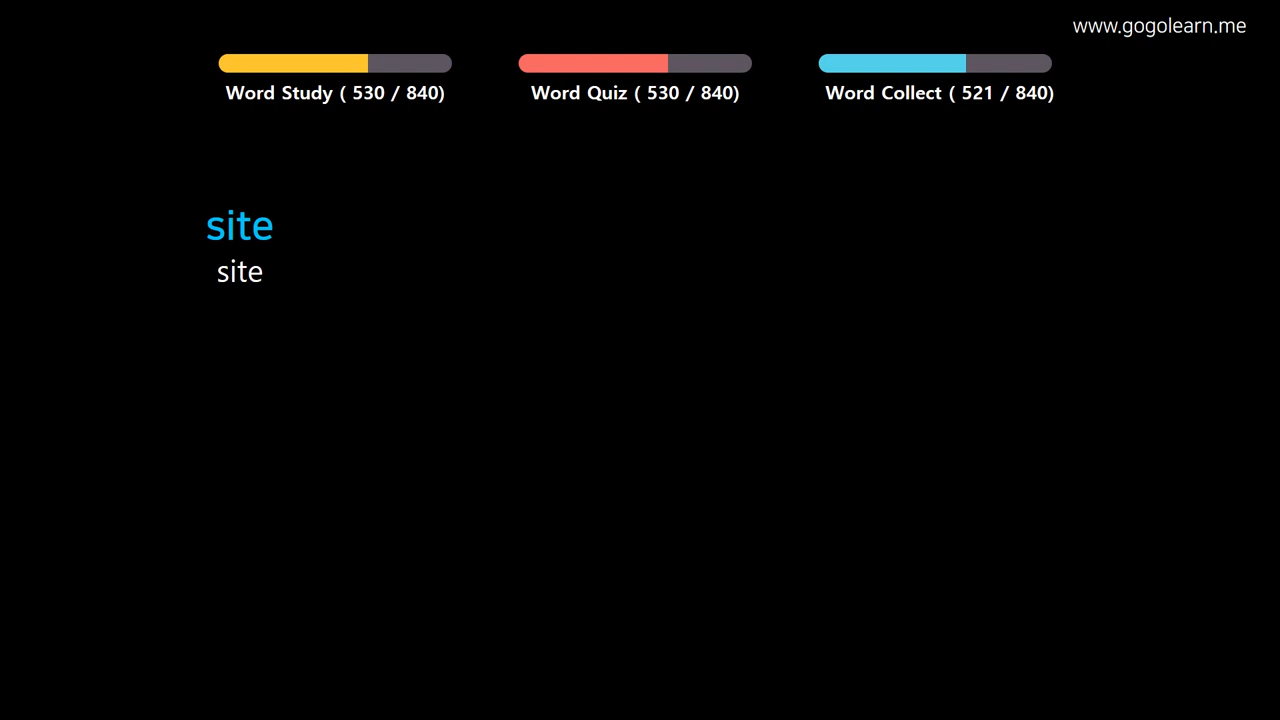 www.gogolearn.me
Word Study ( 530 / 840)
Word Quiz ( 530 / 840)
Word Collect ( 521 / 840)
site
site